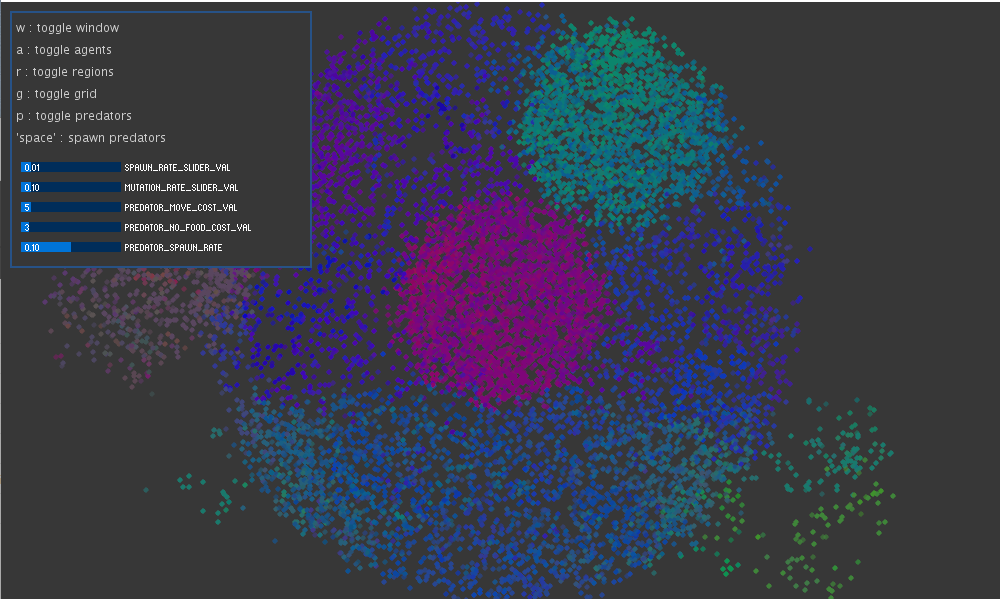 w : toggle window
a : toggle agents
r : toggle regions
g : toggle grid
p : toggle predators
'space' : spawn predators
0.01 SPAWN_RATE_SLIDER_VAL
0.10 MUTATION_RATE_SLIDER_VAL
5 PREDATOR_MOVE_COST_VAL
3 PREDATOR_NO_FOOD_COST_VAL
0.10 PREDATOR_SPAWN_RATE